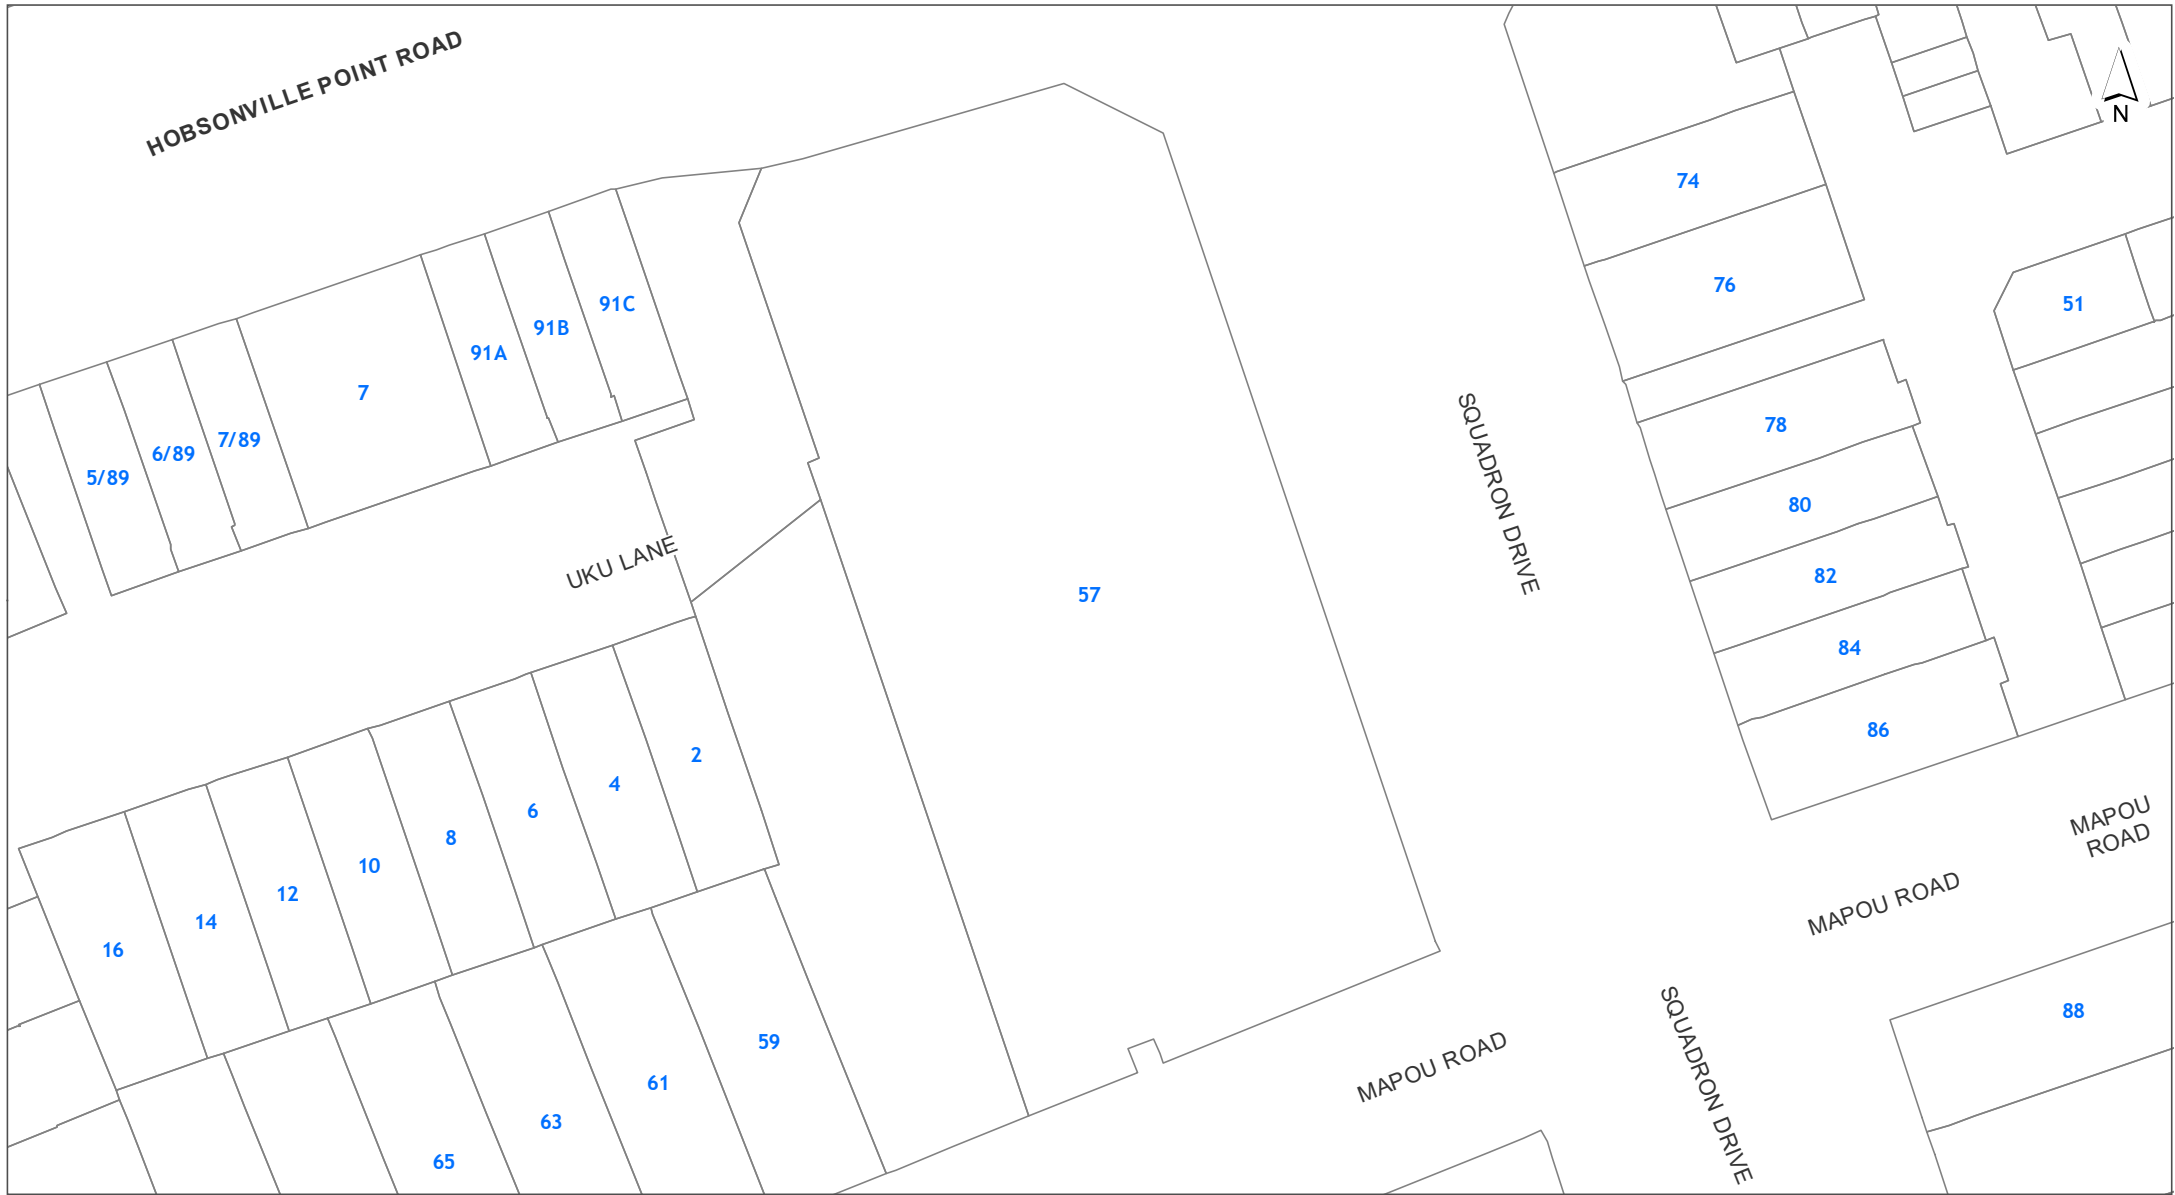 HOBSONVILLE POINT ROAD
N
74
76
51
91C
91B
91A
7
7/89
6/89
5/89
78
SQUADRON DRIVE
80
UKU LANE
57
82
84
86
2
4
6
8
10
12
14
16
MAPOU
ROAD
MAPOU ROAD
88
59
MAPOU ROAD
SQUADRON DRIVE
61
63
65